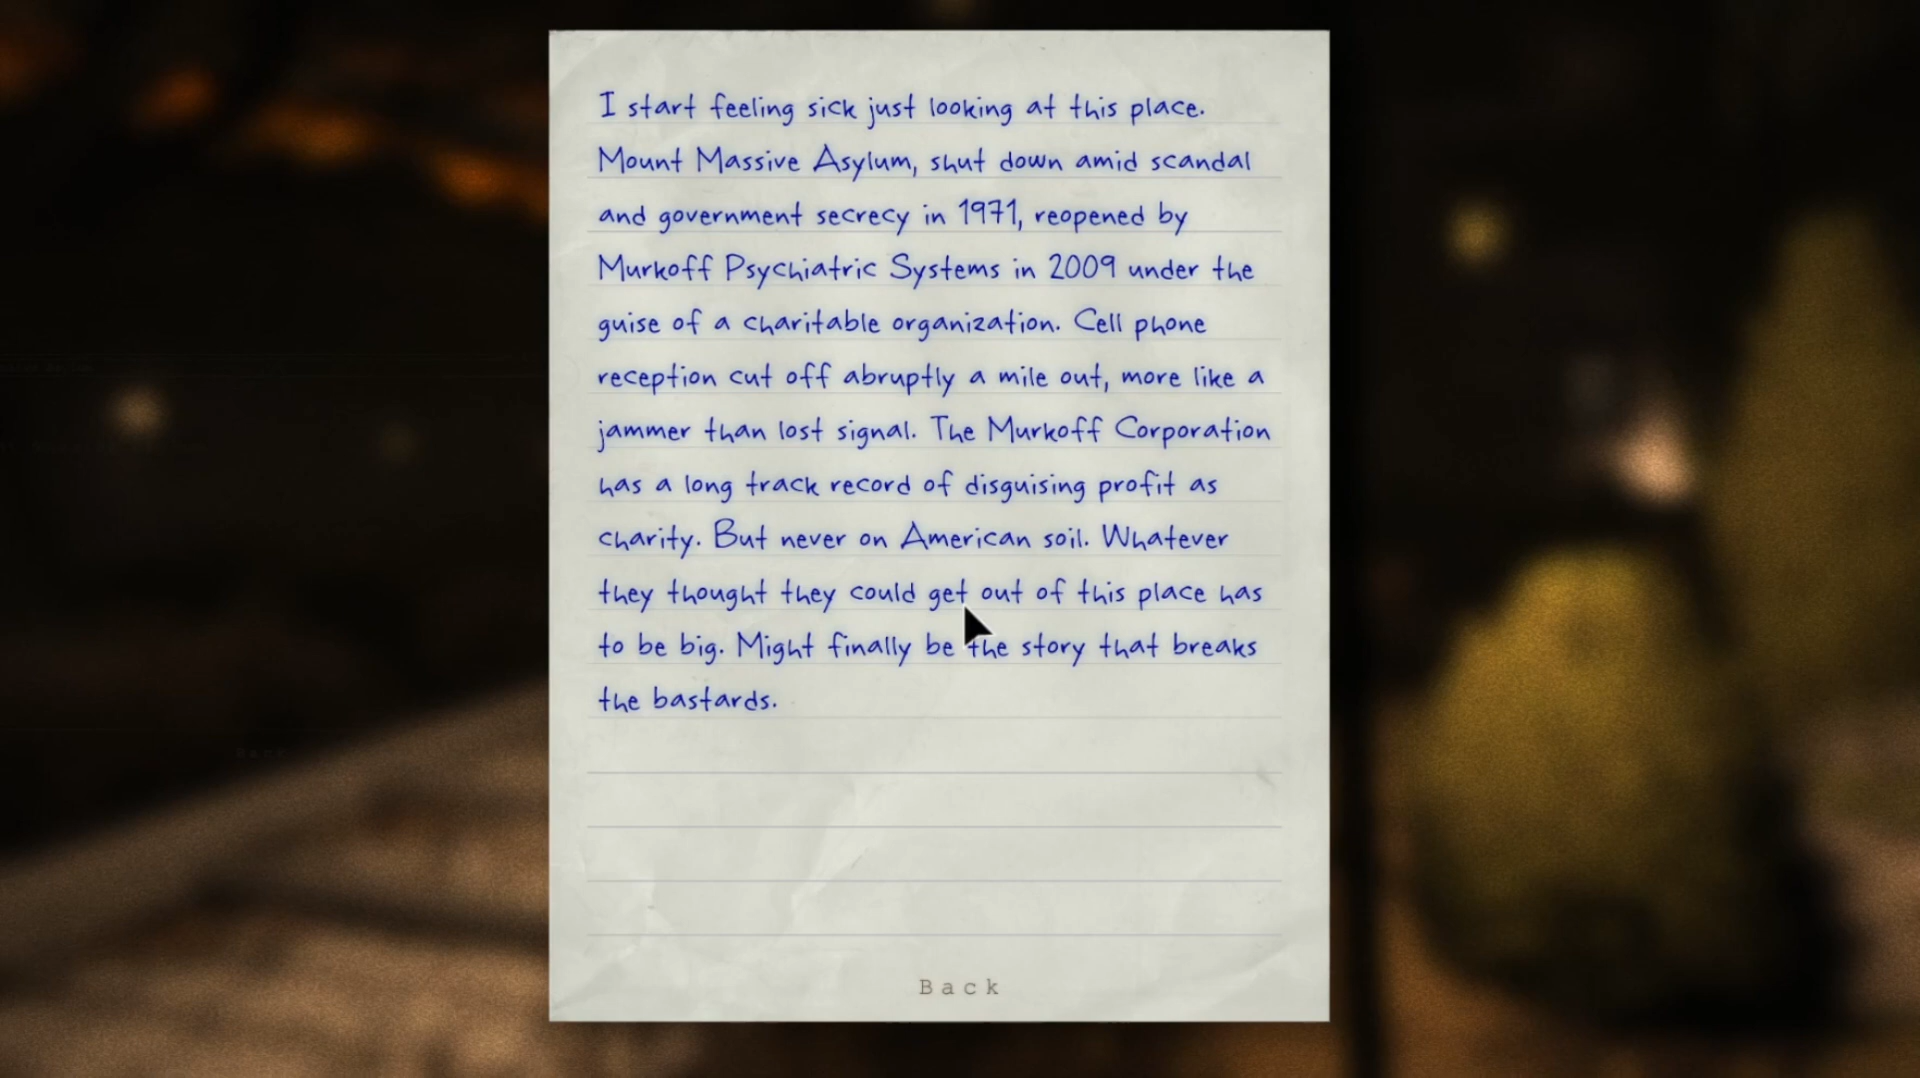 I start feeling sick just looking at this place.
Mount Massive Asylum, shut down amid scandal
and government secrecy in 1971, reopened by
Murkoff Psychiatric Systems in 2009 under the
guise of a charitable organization. Cell phone
reception cut off abruptly a mile out, more like a
jammer than lost signal. The Murkoff Corporation
has a long track record of disguising profit as
charity. But never on American soil. Whatever
they thought they could get out of this place has
to be big. Might finally be the story that breaks
the bastards.
Back